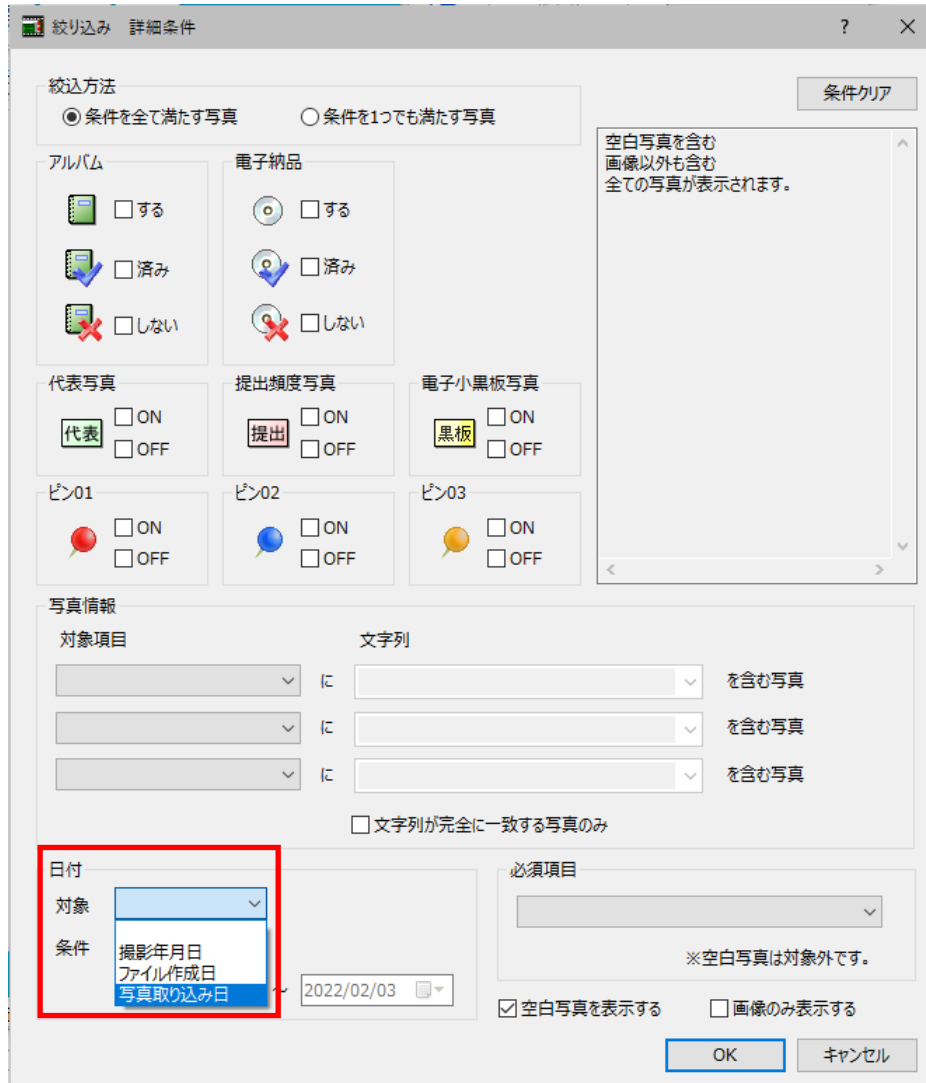 絞り込み 詳細条件
?
絞込方法
条件を全て満たす写真
条件を1つでも満たす写真
条件クリア
空白写真を含む
画像以外も含む
全ての写真が表示されます。
アルバム
する
済み
しない
電子納品
する
済み
しない
代表写真
代表
ON
OFF
提出頻度写真
提出
ON
OFF
電子小黒板写真
黒板
ON
OFF
ピン01
ON
OFF
ピン02
ON
OFF
ピン03
ON
OFF
写真情報
対象項目
文字列
に
を含む写真
に
を含む写真
に
を含む写真
文字列が完全に一致する写真のみ
日付
対象
条件
撮影年月日
ファイル作成日
写真取り込み日
~ 2022/02/03
必須項目
※空白写真は対象外です。
空白写真を表示する
画像のみ表示する
OK
キャンセル